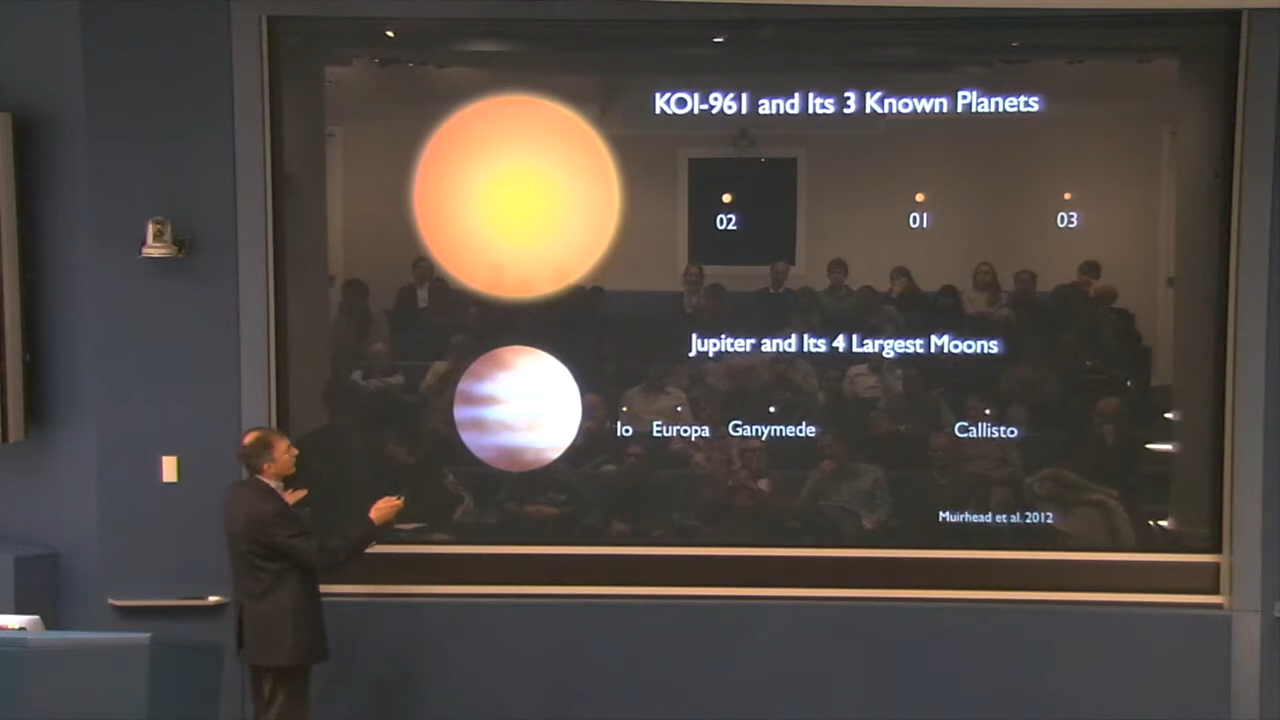 KOI-961 and Its 3 Known Planets
02 01 03
Jupiter and Its 4 Largest Moons
Io Europa Ganymede Callisto
Muirhead et al. 2012